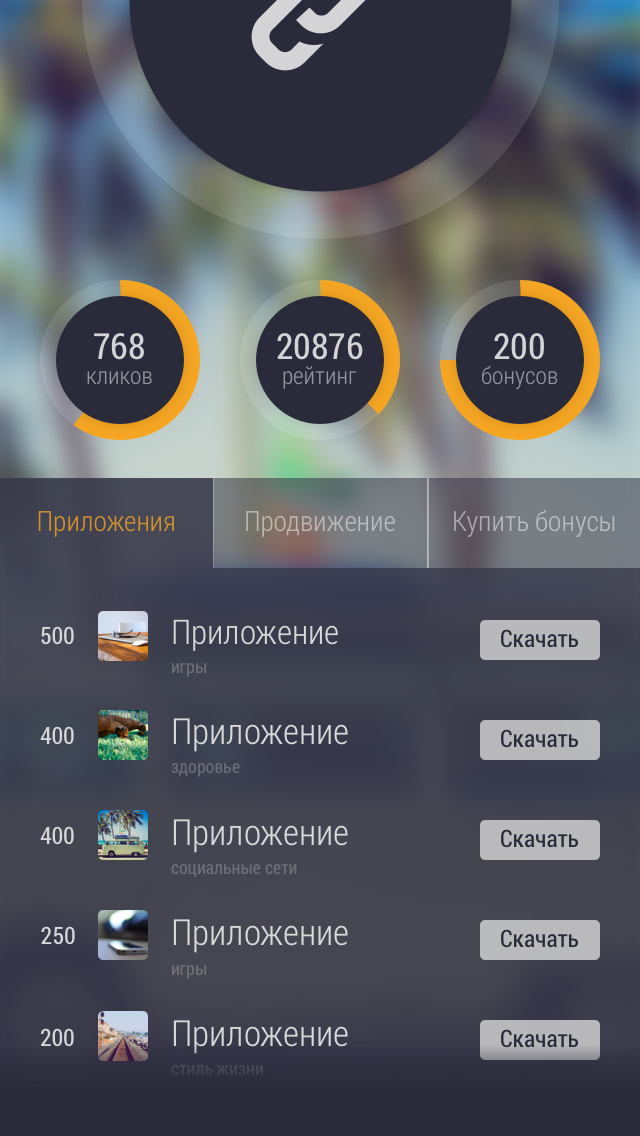 768 20876 200
кликов рейтинг бонусов
Приложения Продвижение Купить бонусы
500 Приложение Скачать
игры
400 Приложение Скачать
здоровье
400 Приложение Скачать
социальные сети
250 Приложение Скачать
игры
200 Приложение Скачать
стиль жизни